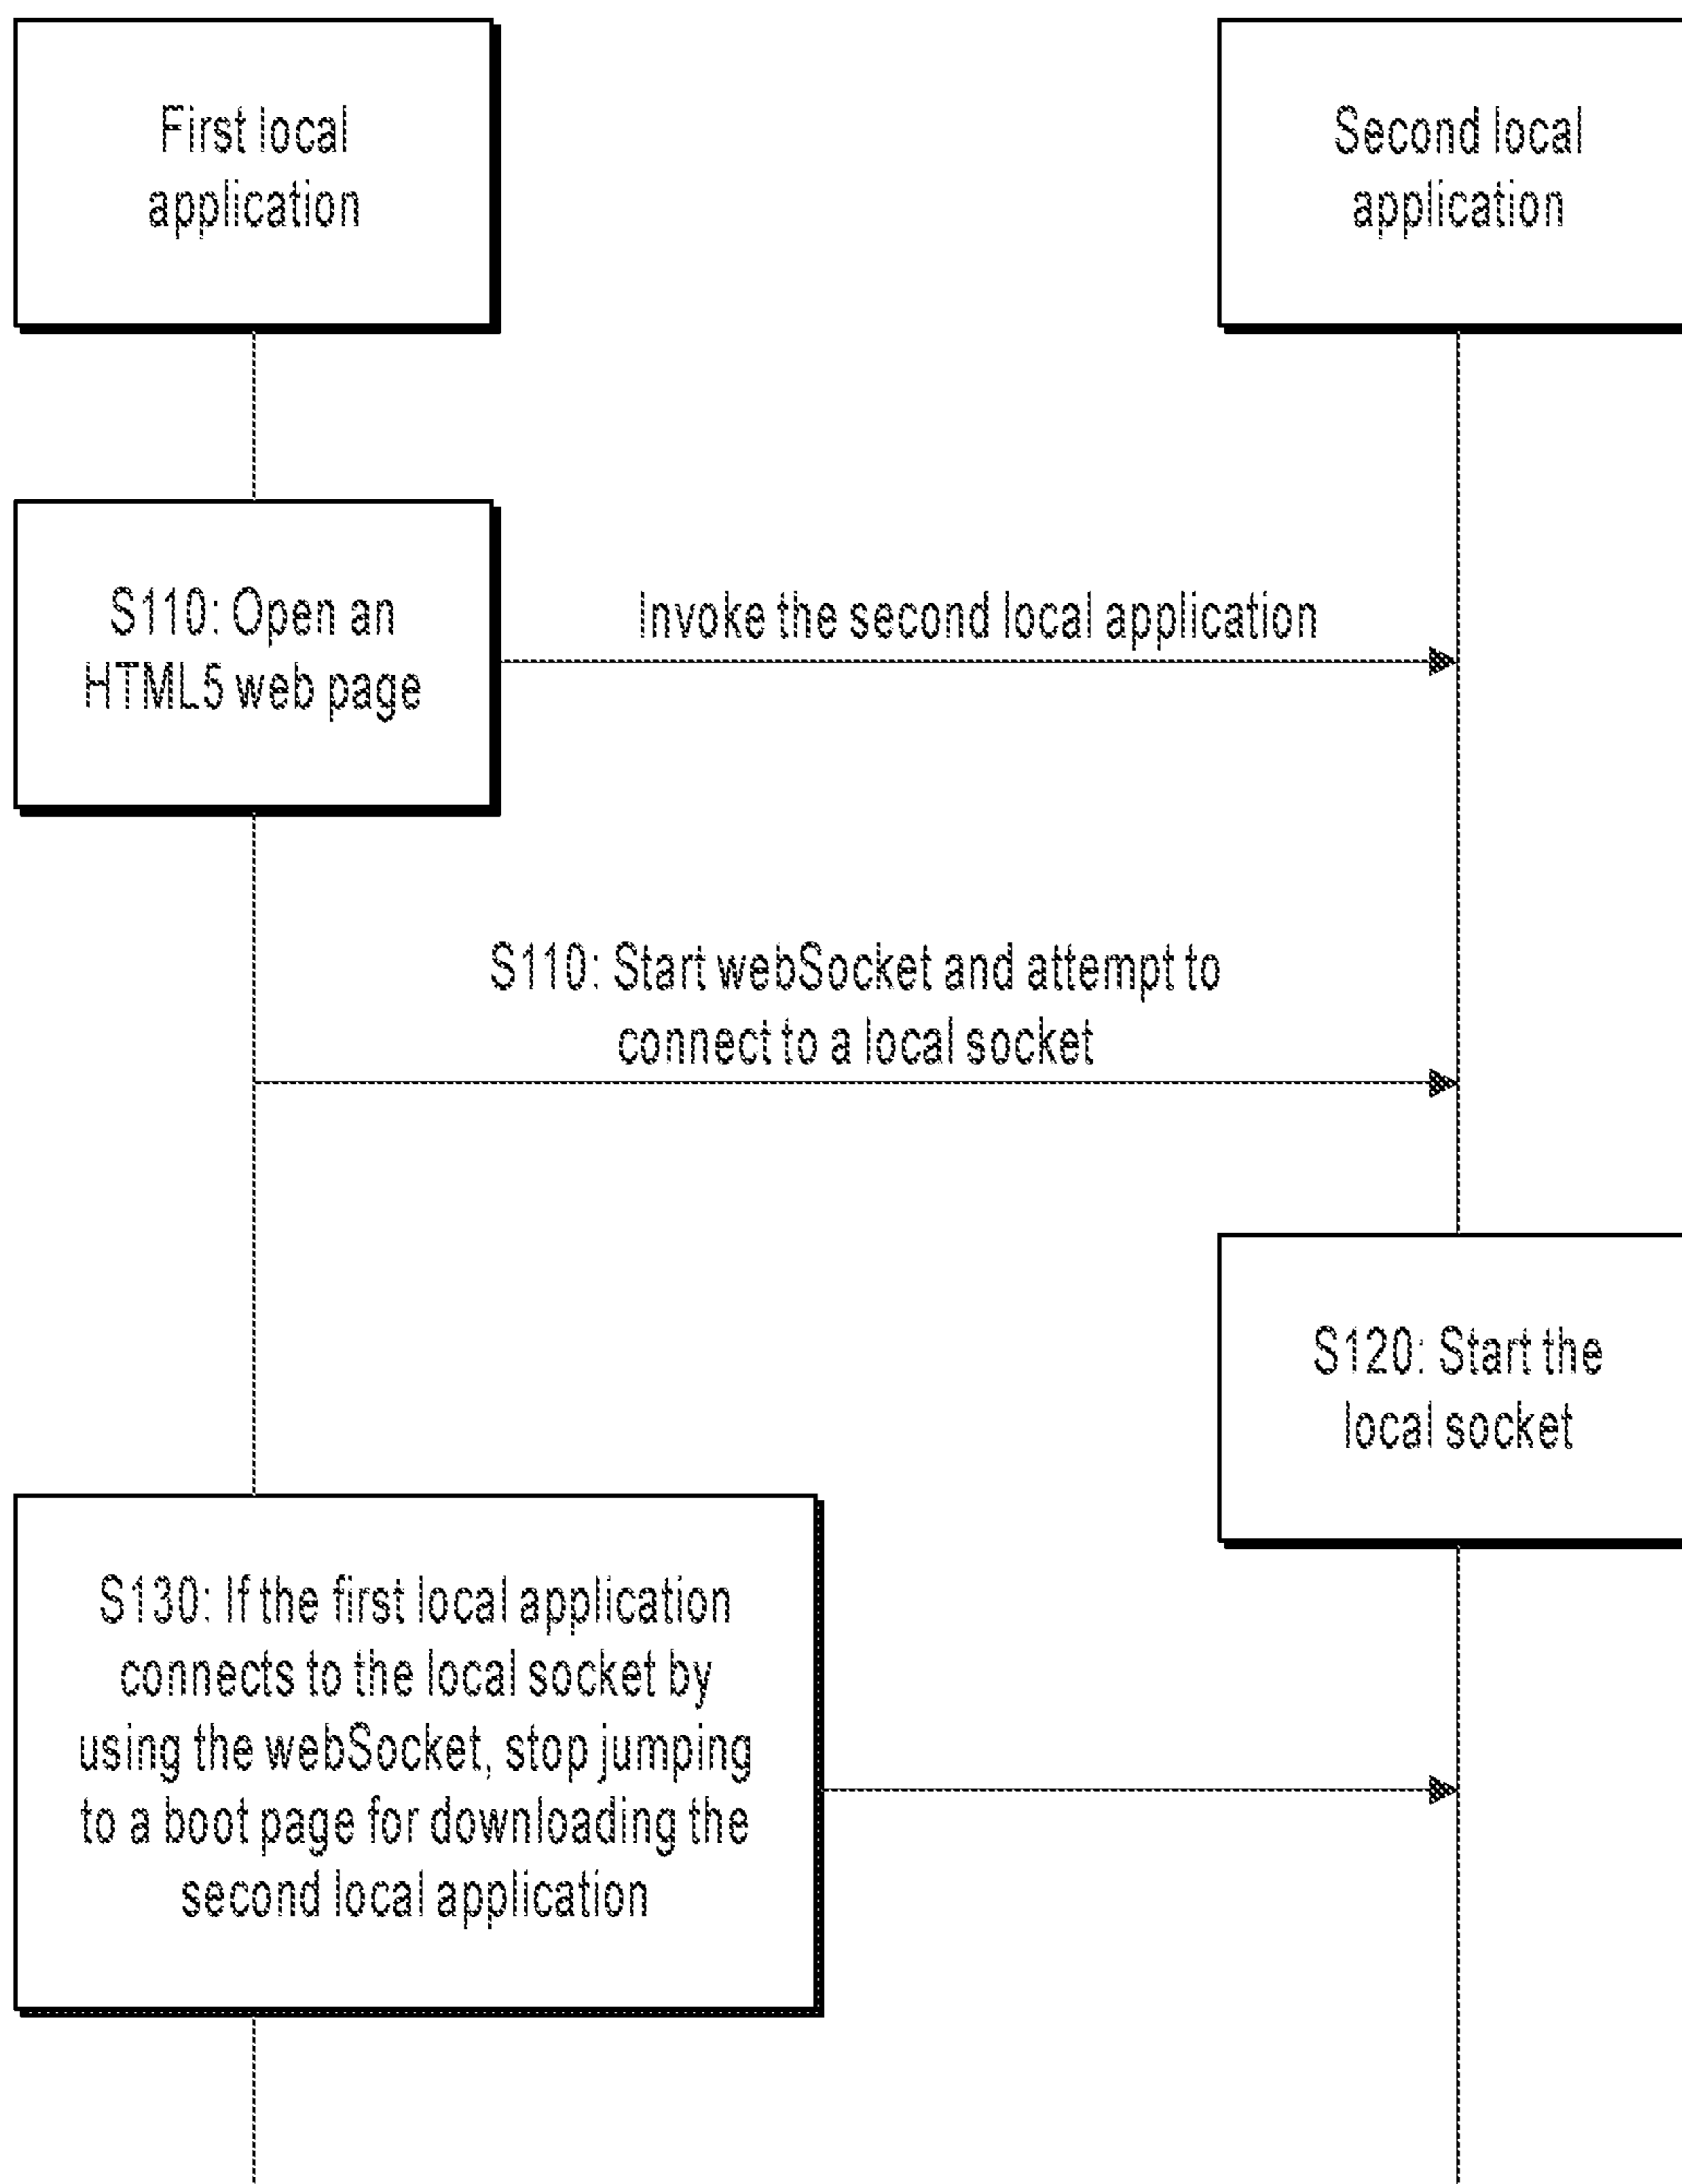 First local
application
Second local
application
S110: Open an
HTML5 web page
Invoke the second local application
S110: Start webSocket and attempt to
connect to a local socket
S120: Start the
local socket
S130: If the first local application
connects to the local socket by
using the webSocket, stop jumping
to a boot page for downloading the
second local application